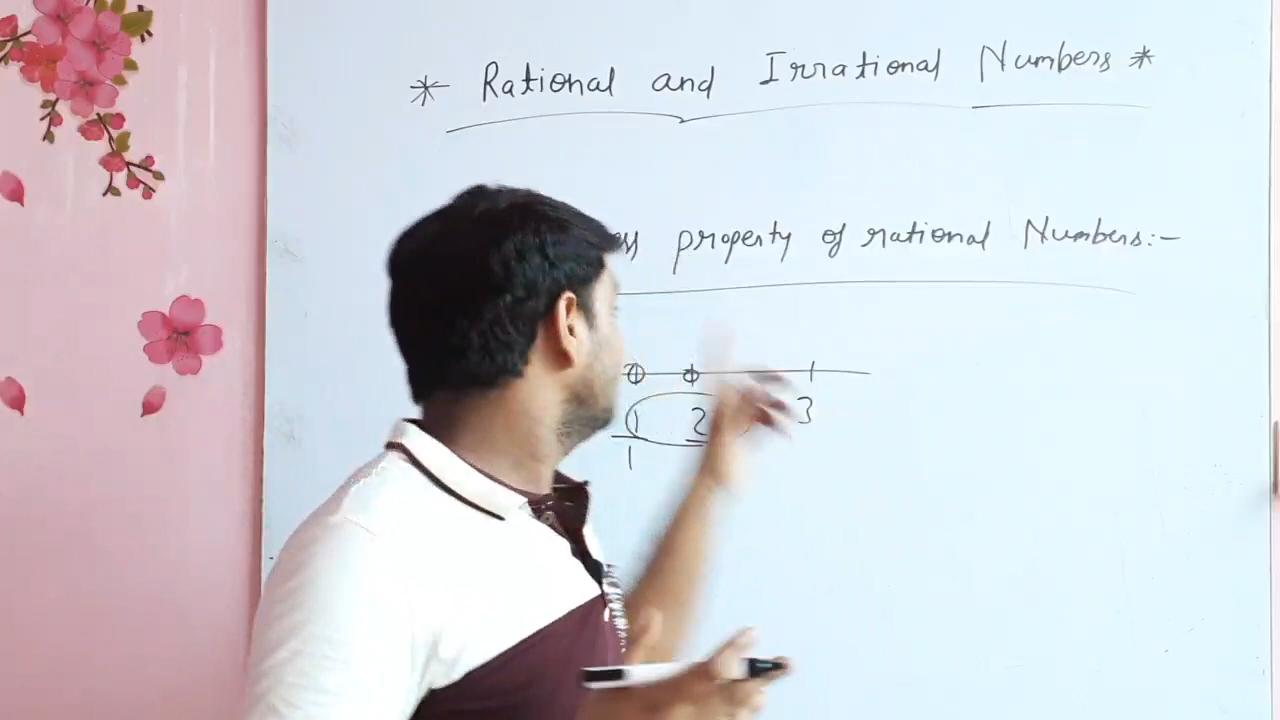 * Rational and Irrational Numbers *
property of rational Numbers:-
1 2 3
1